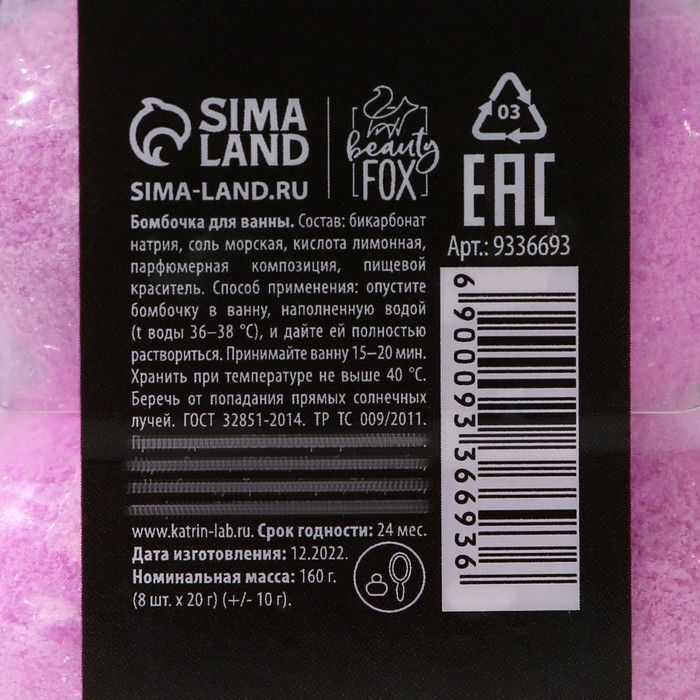 SIMA
LAND
SIMA-LAND.RU
beauty
FOX
03
EAC
Арт.: 9336693
Бомбочка для ванны. Состав: бикарбонат
натрия, соль морская, кислота лимонная,
парфюмерная композиция, пищевой
краситель. Способ применения: опустите
бомбочку в ванну, наполненную водой
(t воды 36–38 °С), и дайте ей полностью
раствориться. Принимайте ванну 15–20 мин.
Хранить при температуре не выше 40 °С.
Беречь от попадания прямых солнечных
лучей. ГОСТ 32851-2014. ТР ТС 009/2011.
www.katrin-lab.ru. Срок годности: 24 мес.
Дата изготовления: 12.2022.
Номинальная масса: 160 г.
(8 шт. х 20 г) (+/- 10 г).
6900093366936